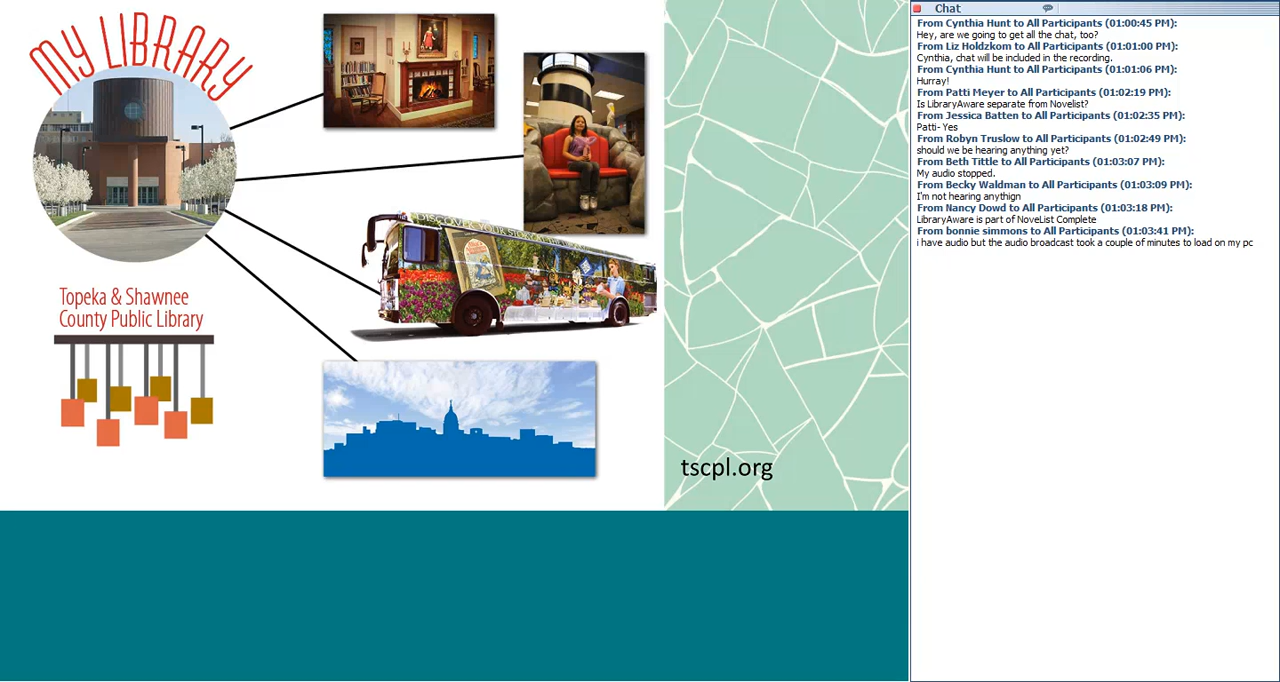 MY LIBRARY
DISCOVER YOUR STORY
Topeka & Shawnee
County Public Library
tscpl.org
Chat
From Cynthia Hunt to All Participants (01:00:45 PM):
Hey, are we going to get all the chat, too?
From Liz Holdzkom to All Participants (01:01:00 PM):
Cynthia, chat will be included in the recording.
From Cynthia Hunt to All Participants (01:01:06 PM):
Hurray!
From Patti Meyer to All Participants (01:02:19 PM):
Is LibraryAware separate from Novelist?
From Jessica Batten to All Participants (01:02:35 PM):
Patti- Yes
From Robyn Truslow to All Participants (01:02:49 PM):
should we be hearing anything yet?
From Beth Tittle to All Participants (01:03:07 PM):
My audio stopped.
From Becky Waldman to All Participants (01:03:09 PM):
I'm not hearing anythign
From Nancy Dowd to All Participants (01:03:18 PM):
LibraryAware is part of NoveList Complete
From bonnie simmons to All Participants (01:03:41 PM):
i have audio but the audio broadcast took a couple of minutes to load on my pc